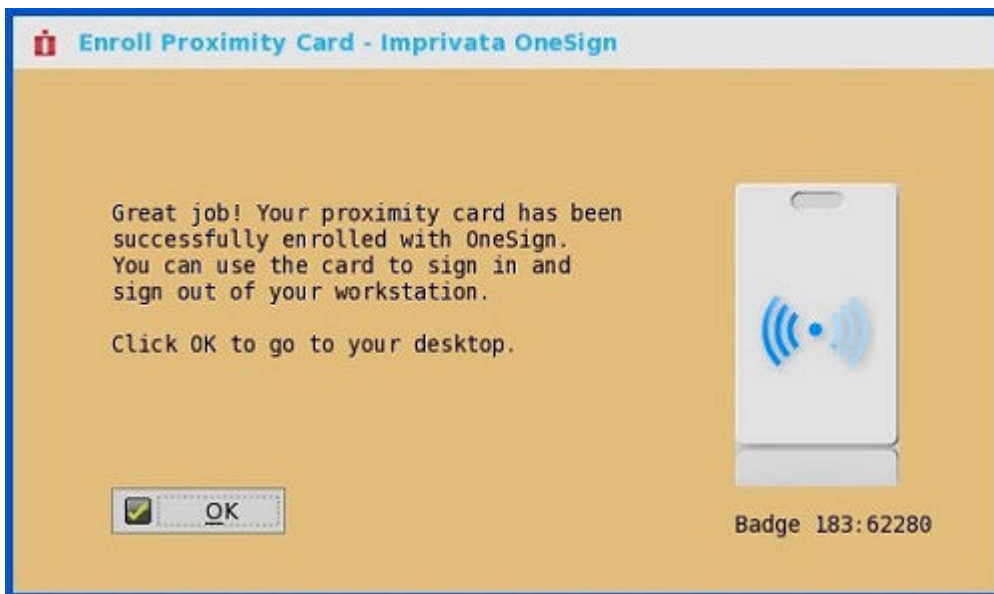 Enroll Proximity Card - Imprivata OneSign
Great job! Your proximity card has been
successfully enrolled with OneSign.
You can use the card to sign in and
sign out of your workstation.
Click OK to go to your desktop.
OK
Badge 183:62280